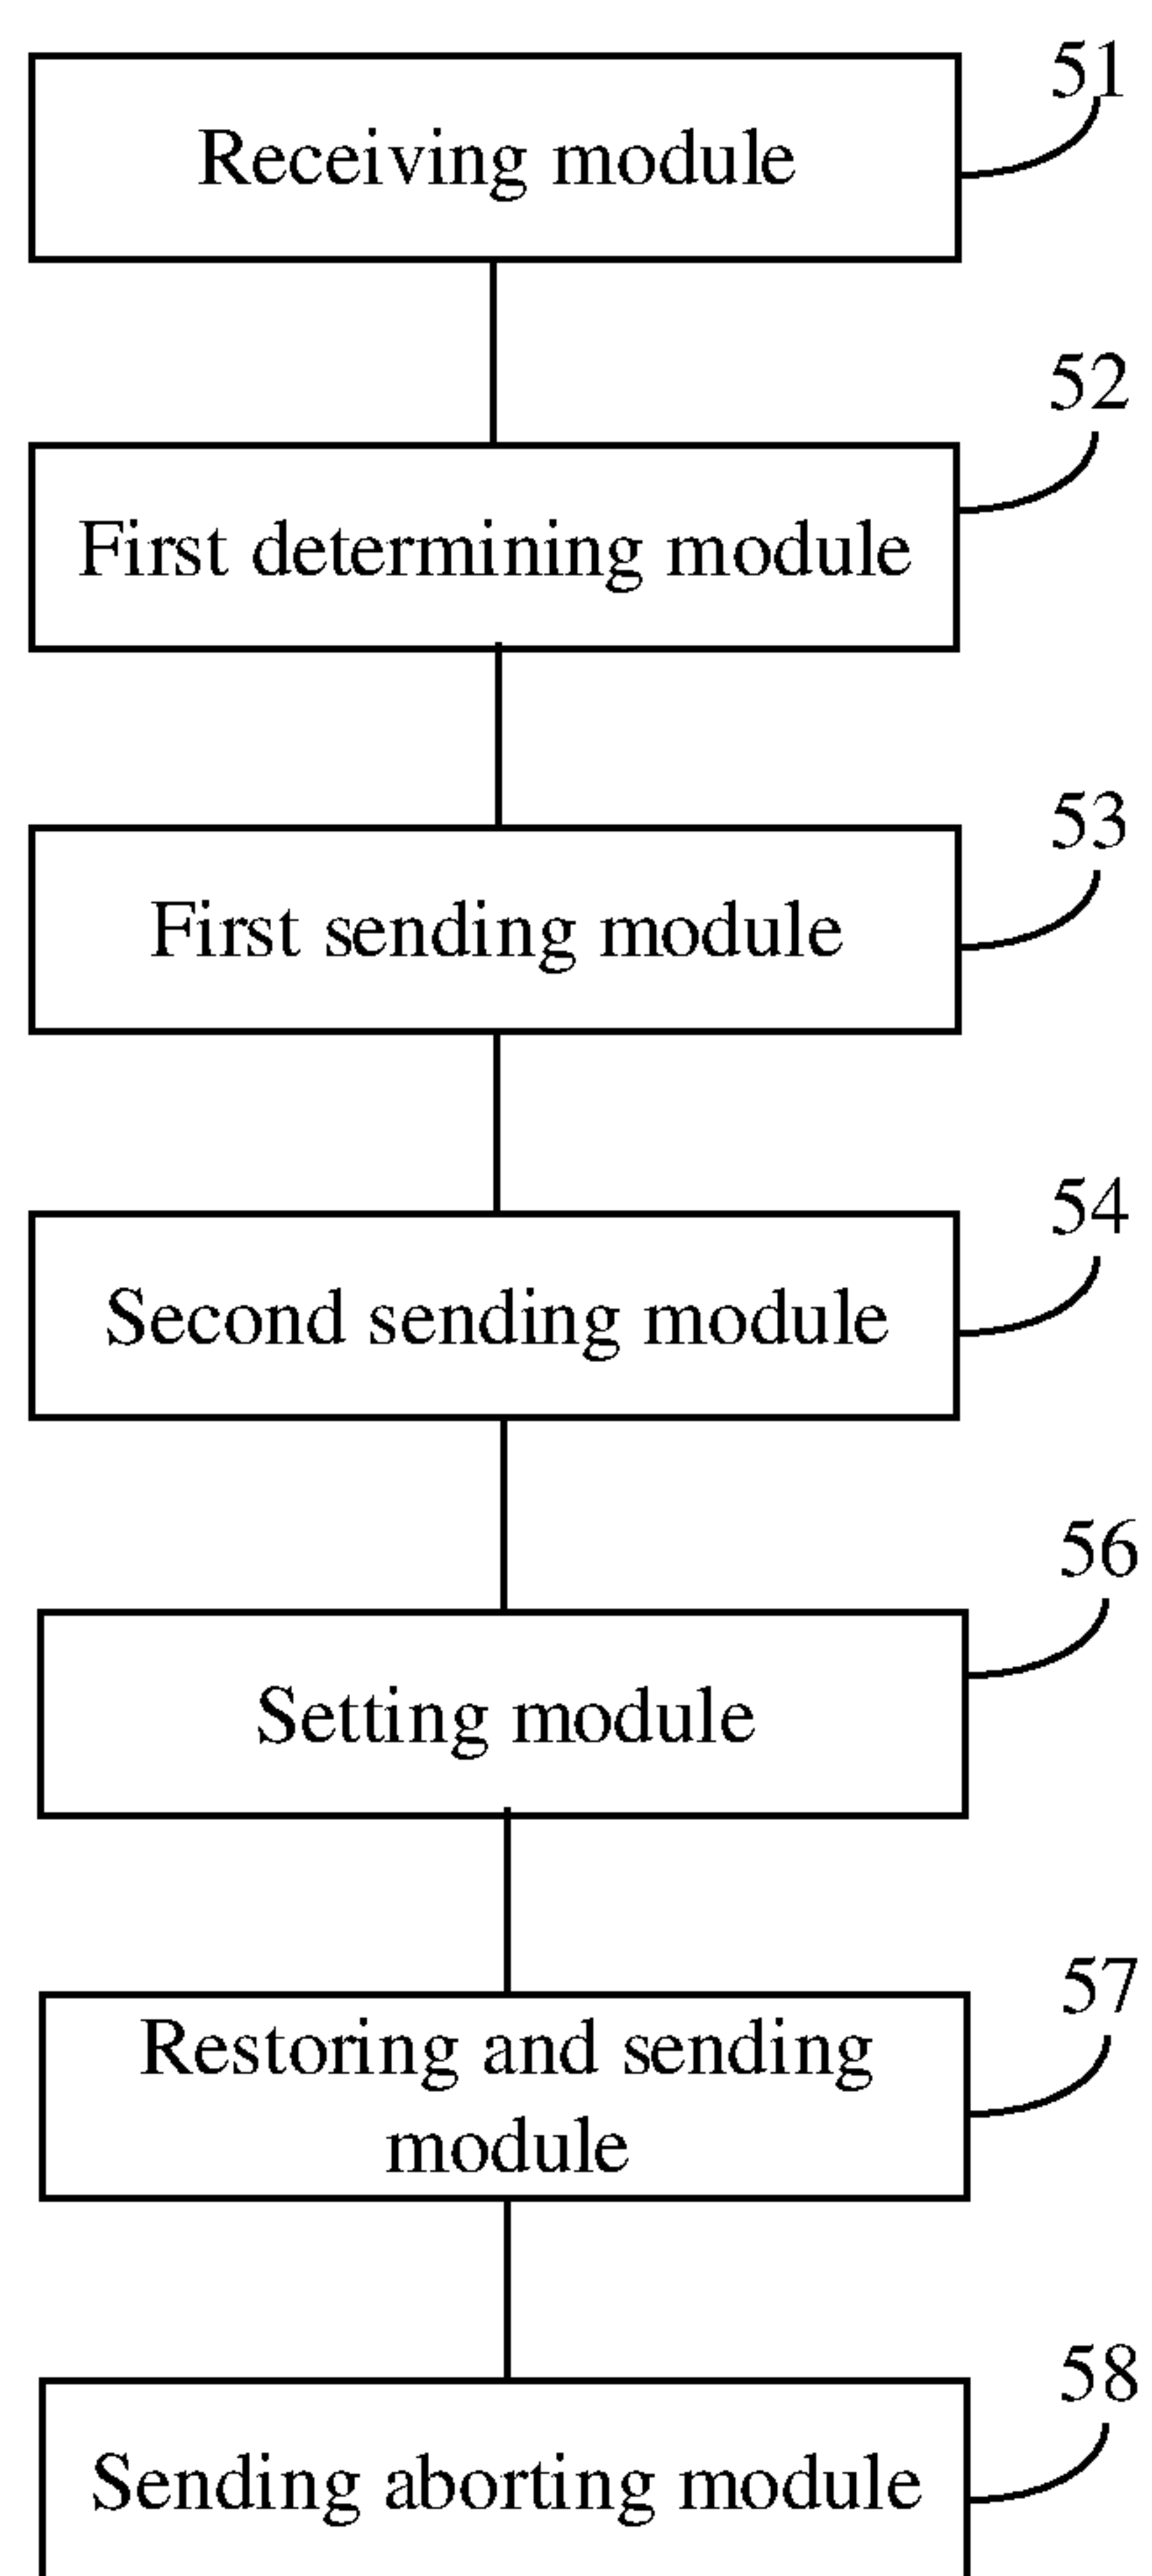 51
Receiving module
52
First determining module
53
First sending module
54
Second sending module
56
Setting module
57
Restoring and sending
module
58
Sending aborting module